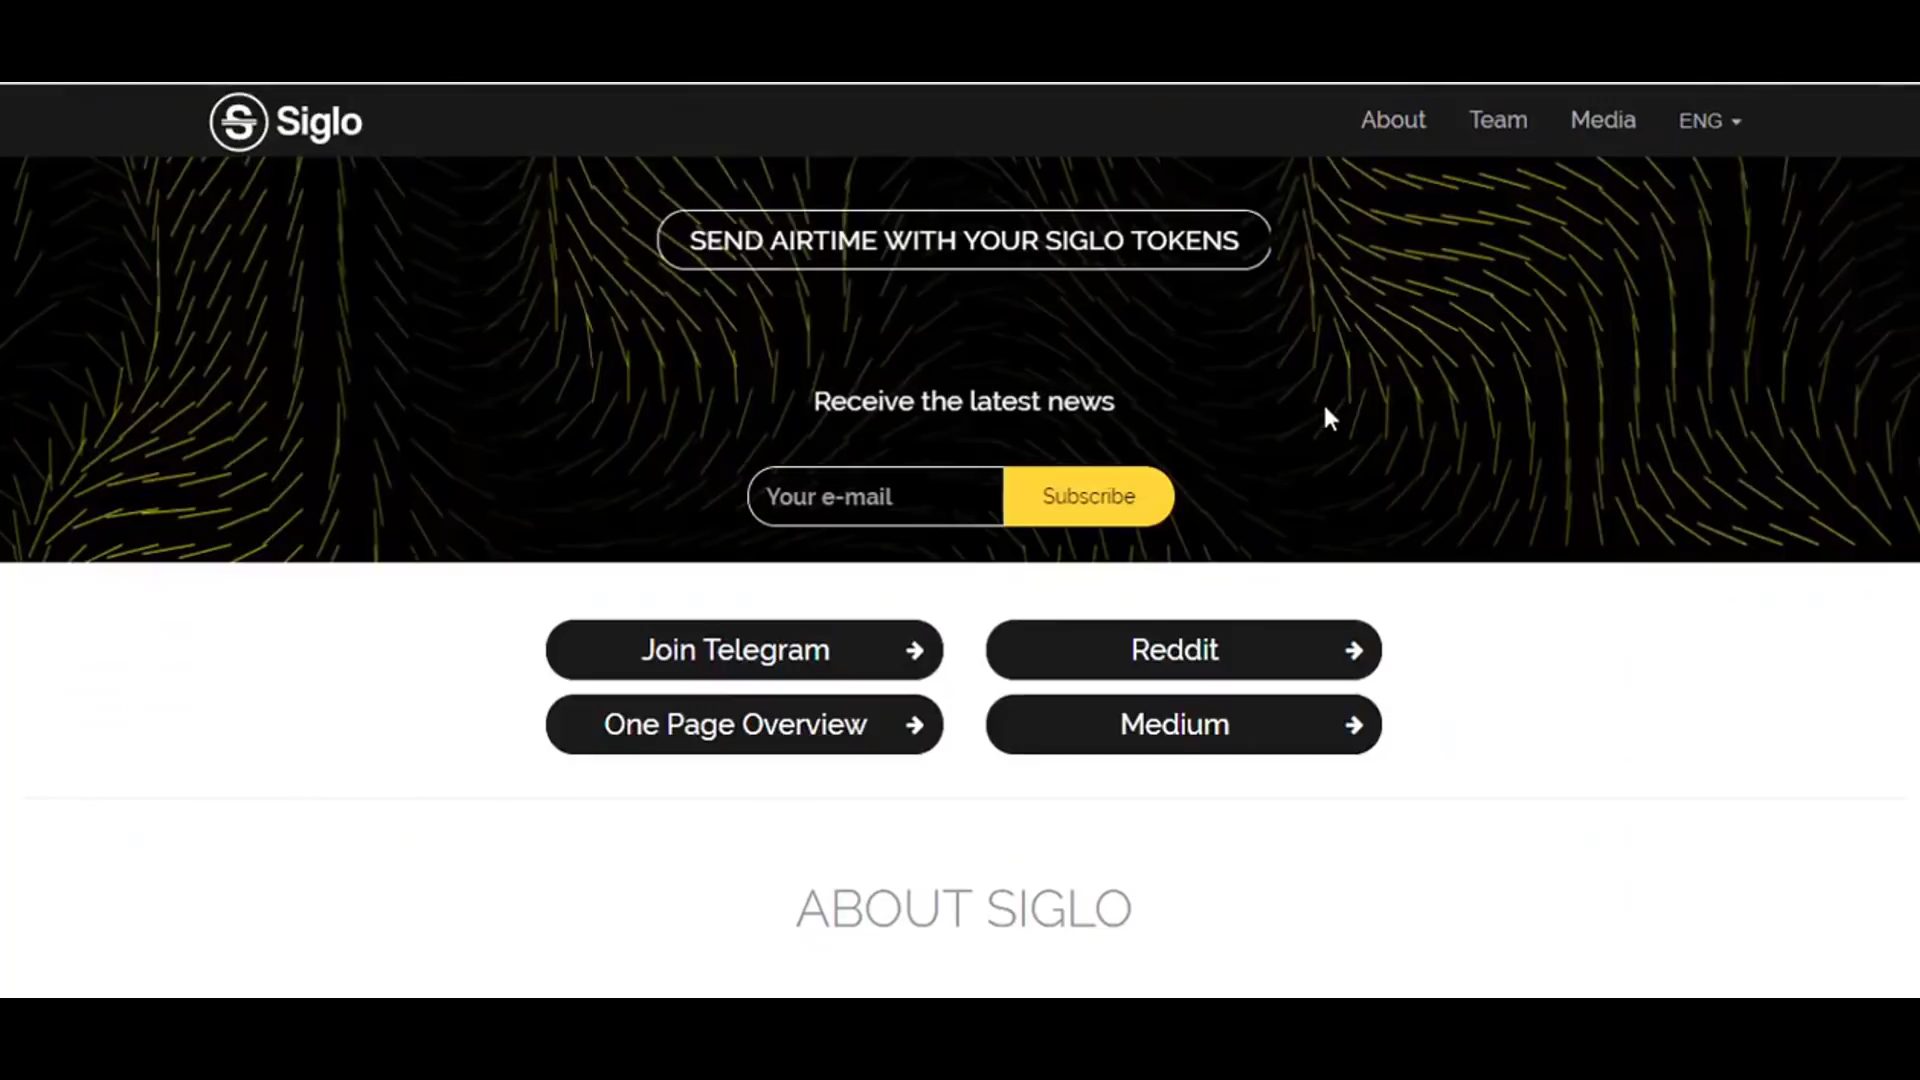 Siglo
About Team Media ENG
SEND AIRTIME WITH YOUR SIGLO TOKENS
Receive the latest news
Your e-mail Subscribe
Join Telegram
Reddit
One Page Overview
Medium
ABOUT SIGLO